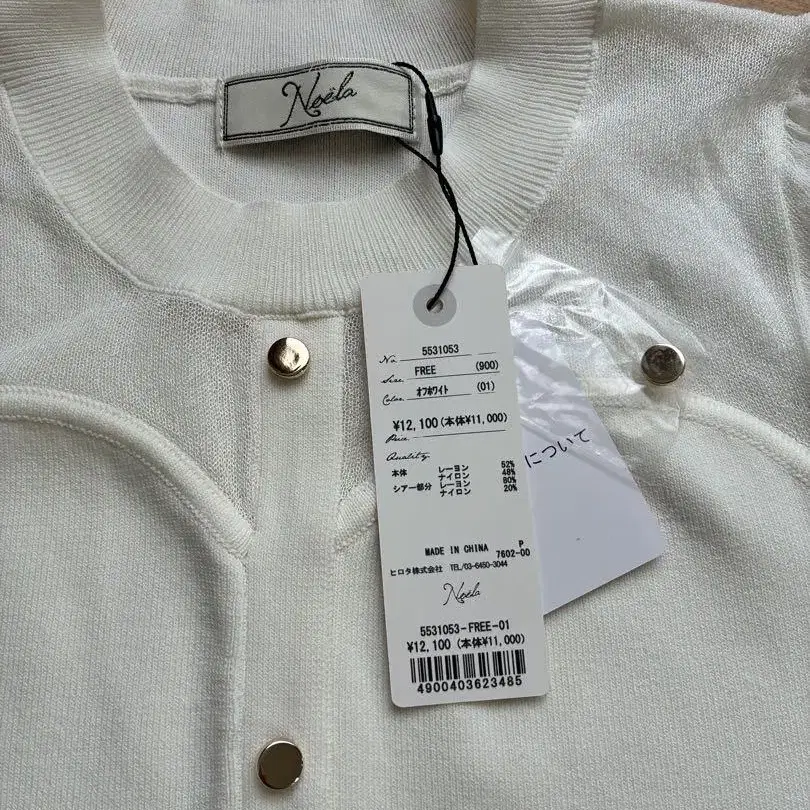 Noëla
No. 5531053
Size. FREE (900)
Color. オフホワイト (01)
¥12,100(本体¥11,000)
Price.
Quality.
本体 レーヨン 52%
ナイロン 48%
シアー部分 レーヨン 80%
ナイロン 20%
MADE IN CHINA P
7602-00
ヒロタ株式会社 TEL/03-6450-3044
Noëla
5531053-FREE-01
¥12,100 (本体¥11,000)
4900403623485
について